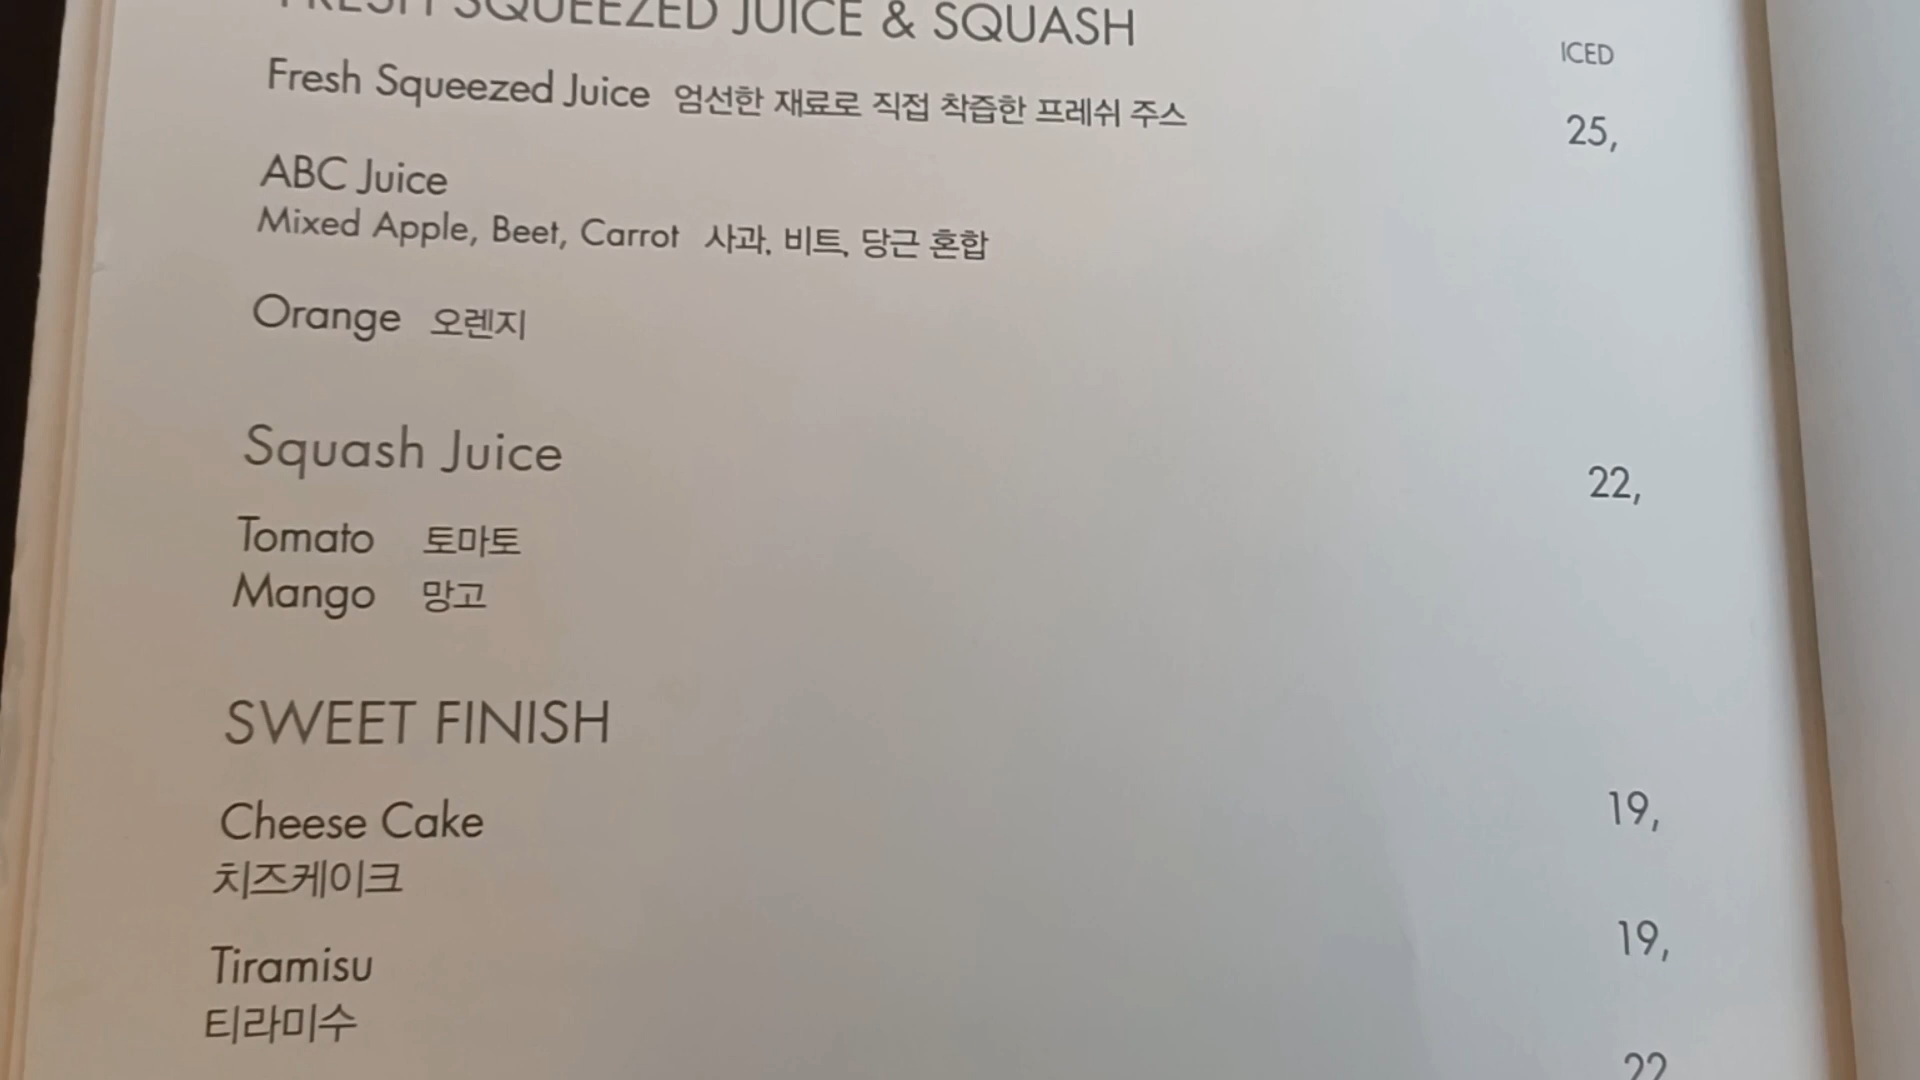 FRESH SQUEEZED JUICE & SQUASH
ICED
Fresh Squeezed Juice 엄선한 재료로 직접 착즙한 프레쉬 주스 25,
ABC Juice
Mixed Apple, Beet, Carrot 사과, 비트, 당근 혼합
Orange 오렌지
Squash Juice 22,
Tomato 토마토
Mango 망고
SWEET FINISH
Cheese Cake 19,
치즈케이크
Tiramisu 19,
티라미수
22